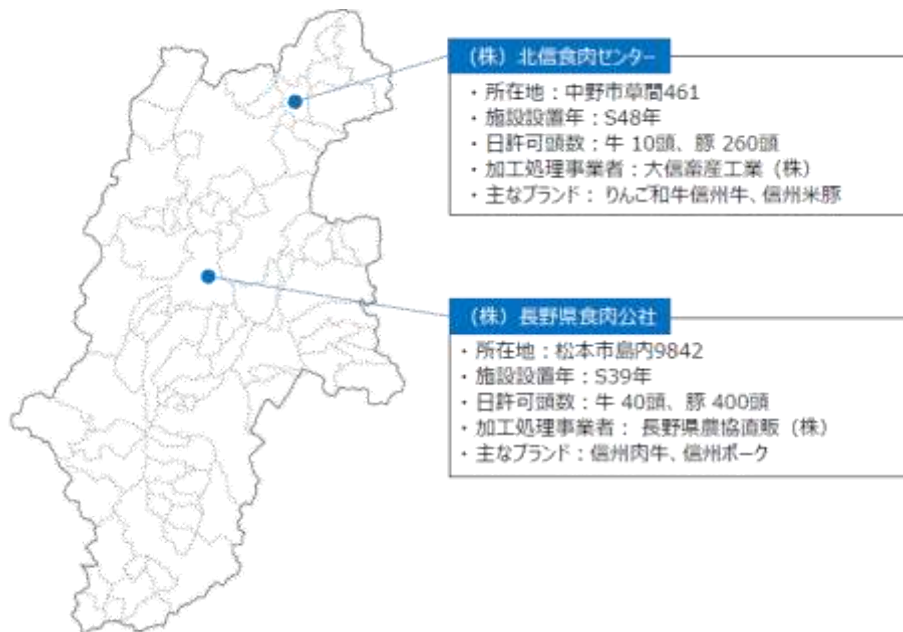 （株）北信食肉センター
・所在地：中野市草間461
・施設設置年：S48年
・日許可頭数：牛 10頭、豚 260頭
・加工処理事業者：大信畜産工業（株）
・主なブランド： りんご和牛信州牛、信州米豚
（株）長野県食肉公社
・所在地：松本市島内9842
・施設設置年：S39年
・日許可頭数：牛 40頭、豚 400頭
・加工処理事業者： 長野県農協直販（株）
・主なブランド：信州肉牛、信州ポーク